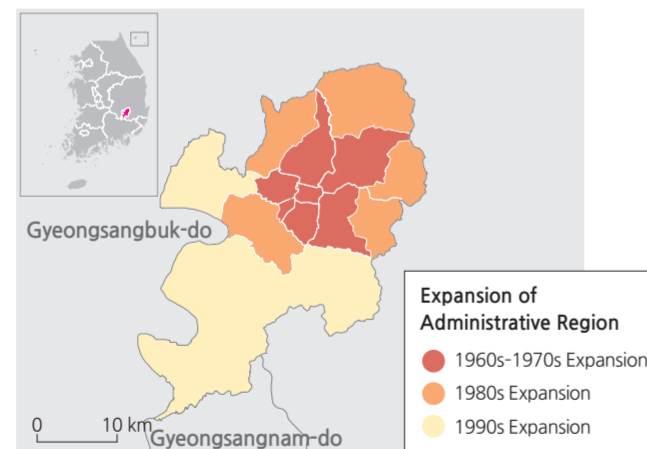 Gyeongsangbuk-do
Gyeongsangnam-do
0 10 km
Expansion of
Administrative Region
1960s-1970s Expansion
1980s Expansion
1990s Expansion